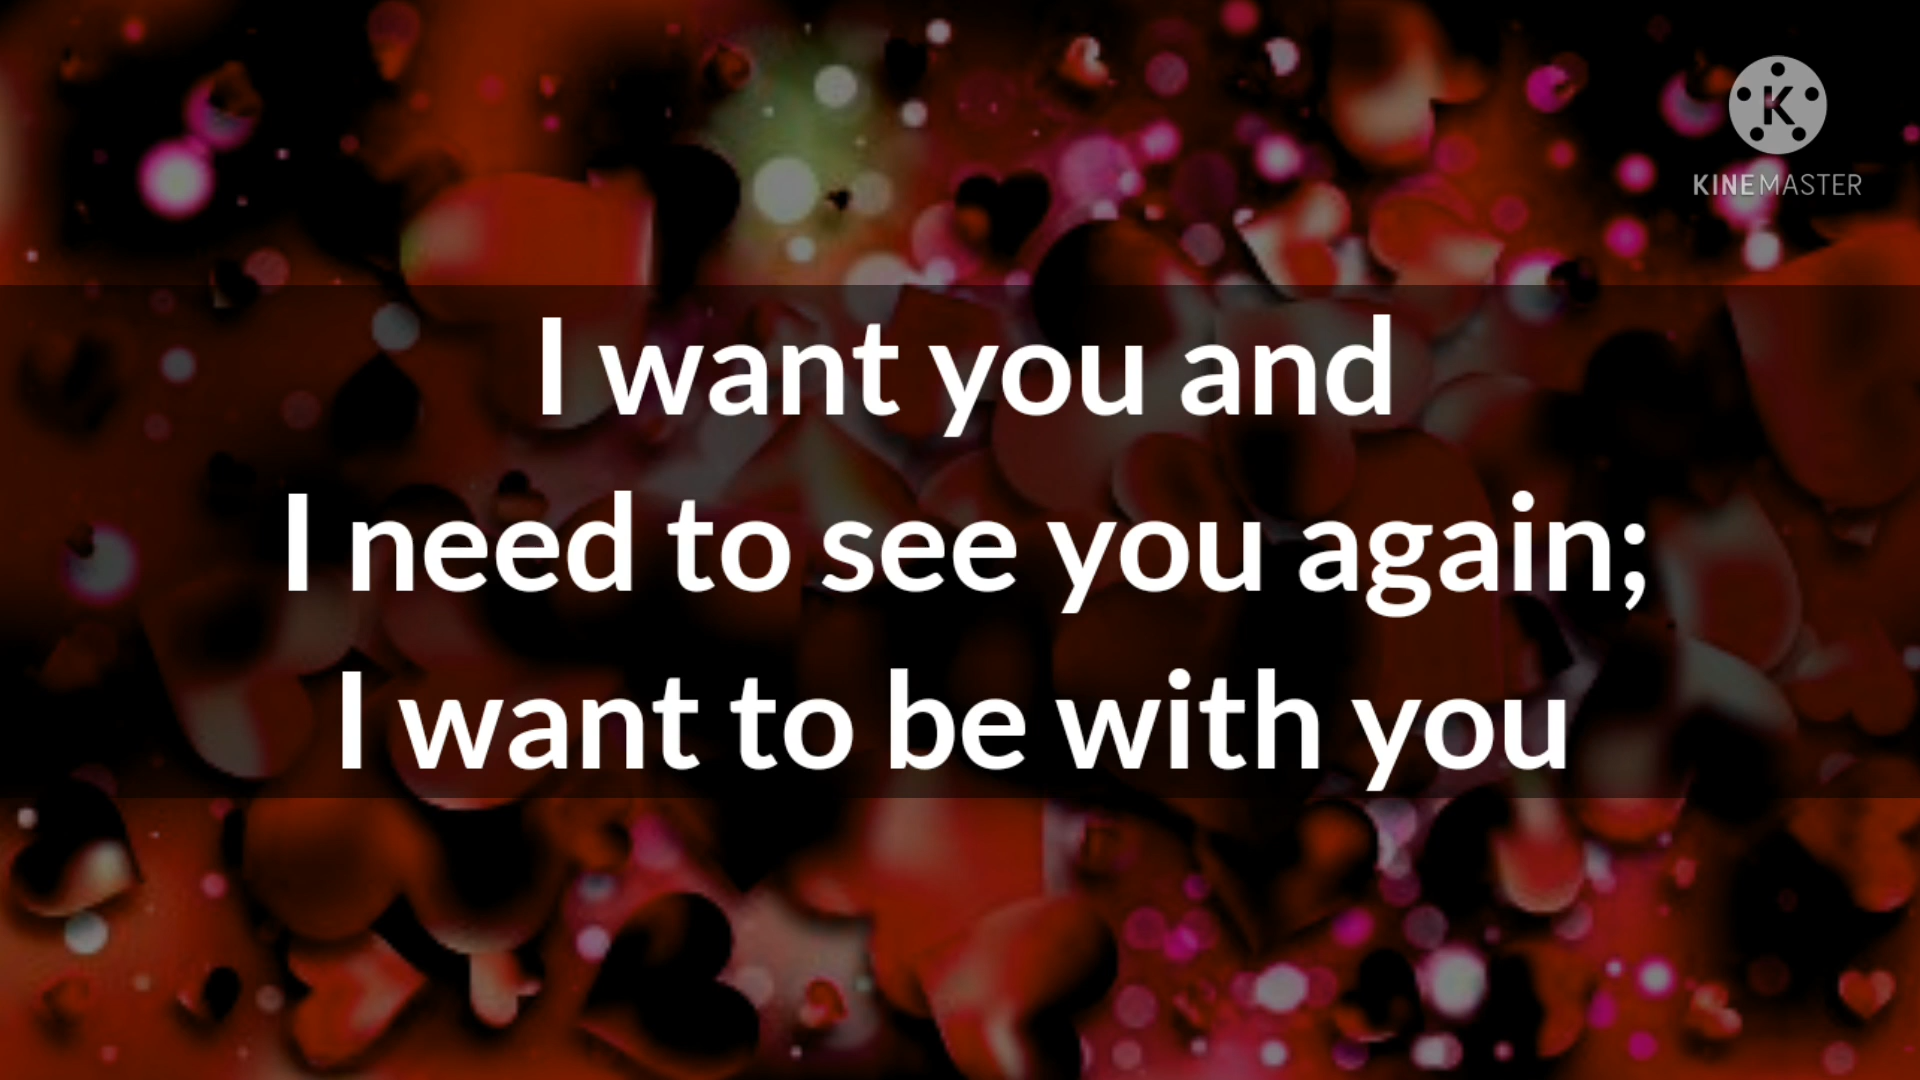 K
KINEMASTER
I want you and
I need to see you again;
I want to be with you